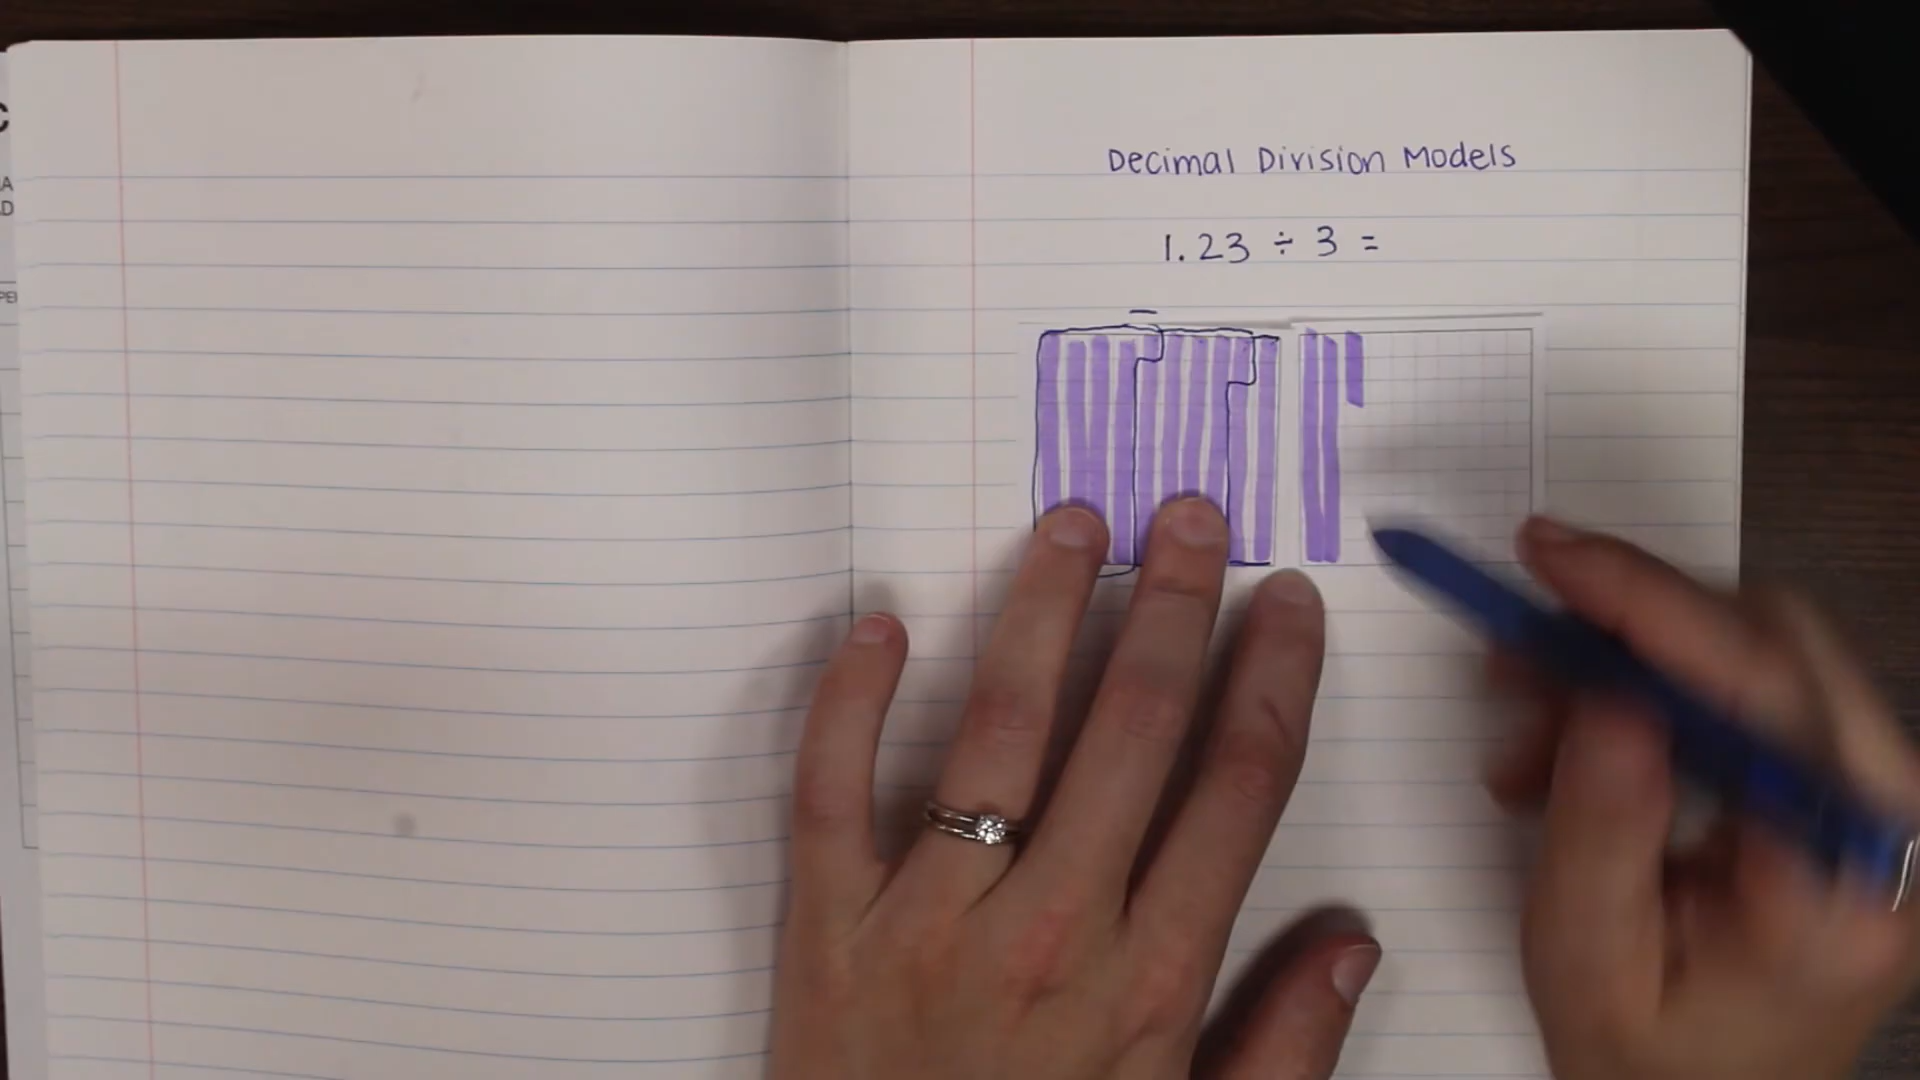 Decimal Division Models
1.23 ÷ 3 =